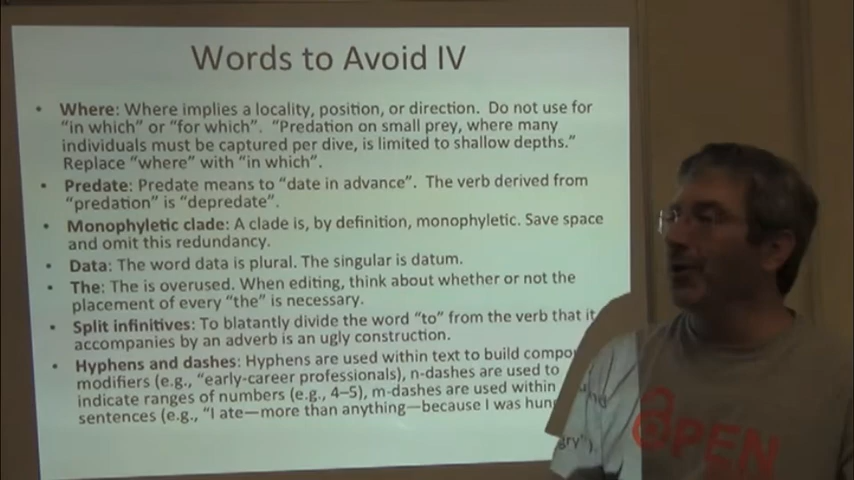 Words to Avoid IV
• Where: Where implies a locality, position, or direction. Do not use for
"in which" or "for which". "Predation on small prey, where many
individuals must be captured per dive, is limited to shallow depths."
Replace "where" with "in which".
• Predate: Predate means to "date in advance". The verb derived from
"predation" is "depredate".
• Monophyletic clade: A clade is, by definition, monophyletic. Save space
and omit this redundancy.
• Data: The word data is plural. The singular is datum.
• The: The is overused. When editing, think about whether or not the
placement of every "the" is necessary.
• Split infinitives: To blatantly divide the word "to" from the verb that it
accompanies by an adverb is an ugly construction.
• Hyphens and dashes: Hyphens are used within text to build compound
modifiers (e.g., "early-career professionals), n-dashes are used to
indicate ranges of numbers (e.g., 4–5), m-dashes are used within
sentences (e.g., "I ate—more than anything—because I was hungry").
OPEN